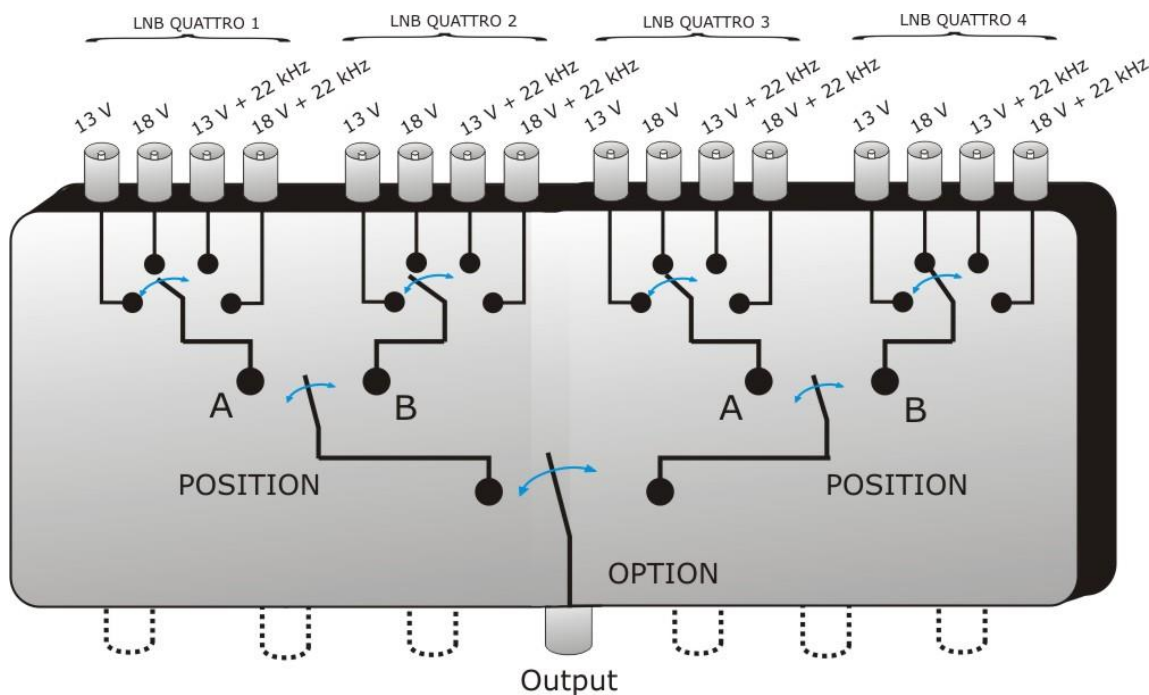 LNB QUATTRO 1
LNB QUATTRO 2
LNB QUATTRO 3
LNB QUATTRO 4
13 V
18 V
13 V + 22 kHz
18 V + 22 kHz
13 V
18 V
13 V + 22 kHz
18 V + 22 kHz
13 V
18 V
13 V + 22 kHz
18 V + 22 kHz
13 V
18 V
13 V + 22 kHz
18 V + 22 kHz
A
B
A
B
POSITION
POSITION
OPTION
Output